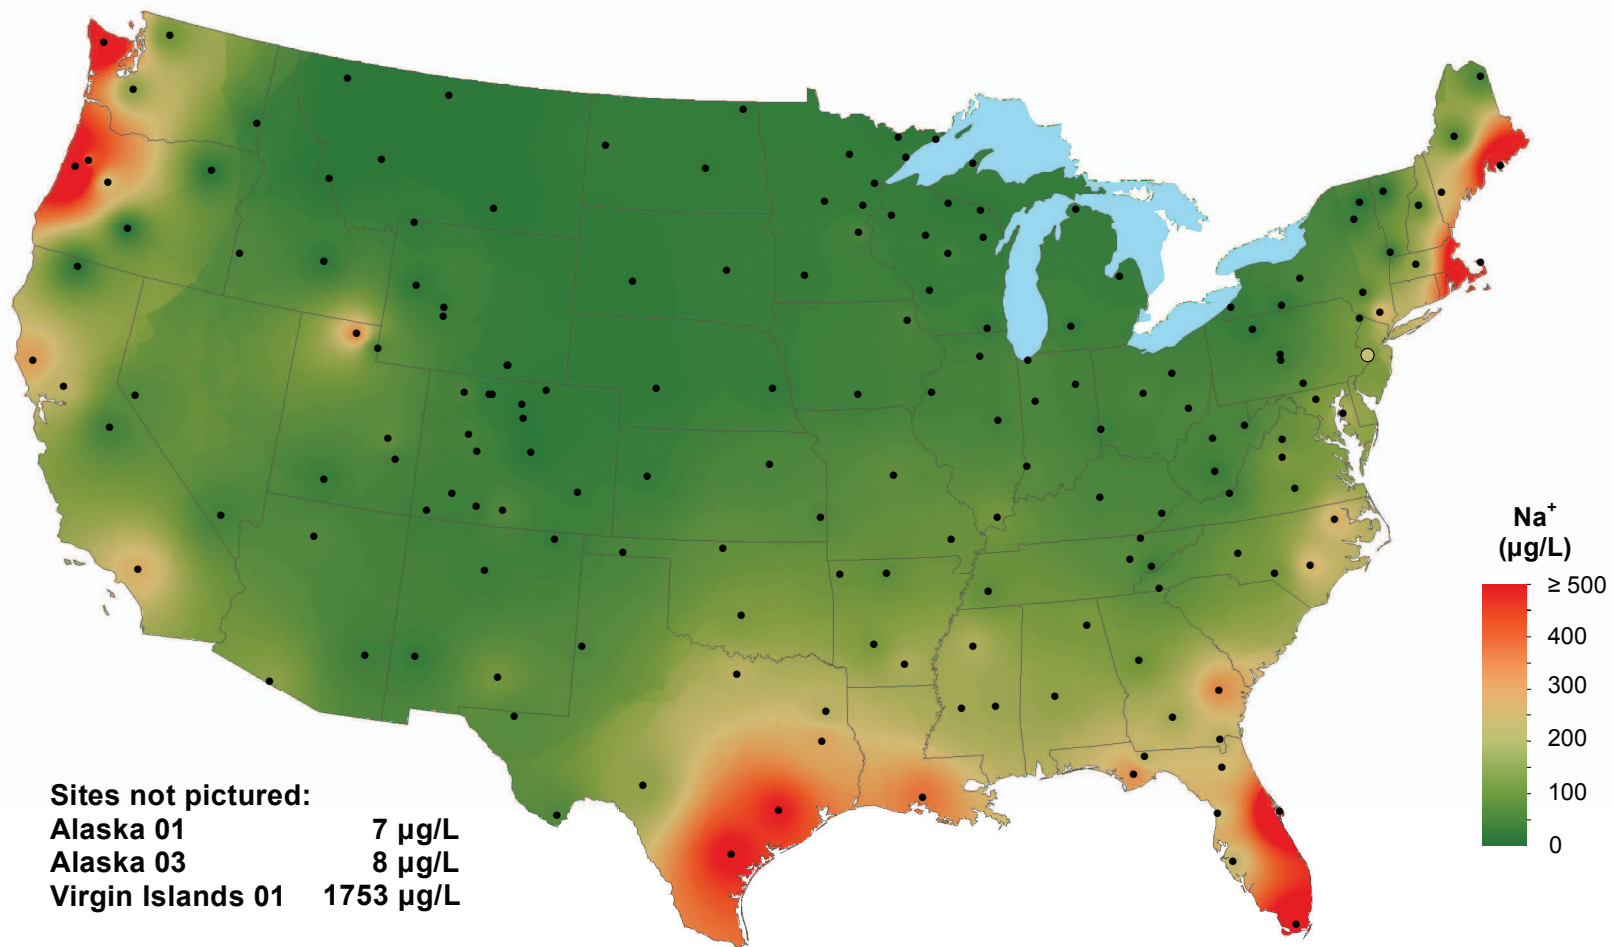 Na+
(µg/L)
≥ 500
400
300
200
100
0
Sites not pictured:
Alaska 01 7 µg/L
Alaska 03 8 µg/L
Virgin Islands 01 1753 µg/L